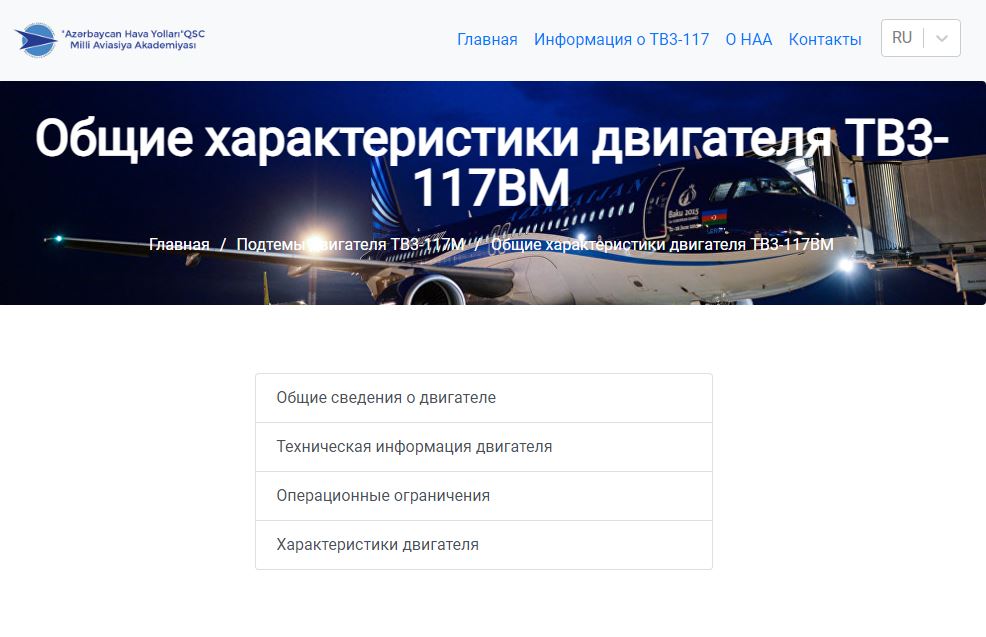 "Azərbaycan Hava Yolları"QSC
Milli Aviasiya Akademiyası
Главная Информация о ТВ3-117 О НАА Контакты RU
Общие характеристики двигателя ТВ3-
117ВМ
AZERBAIJAN
Baku 2015
Главная / Подтемы двигателя ТВ3-117М / Общие характеристики двигателя ТВ3-117ВМ
Общие сведения о двигателе
Техническая информация двигателя
Операционные ограничения
Характеристики двигателя